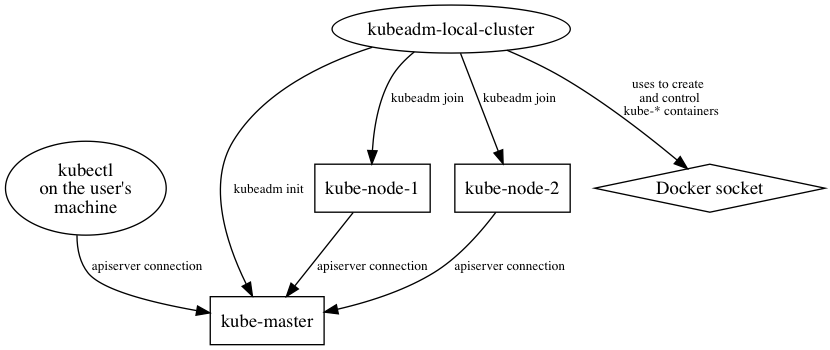 kubeadm-local-cluster
uses to create
and control
kube-* containers
kubeadm join
kubeadm join
kubectl
on the user's
machine
kubeadm init
kube-node-1
kube-node-2
Docker socket
apiserver connection
apiserver connection
apiserver connection
kube-master